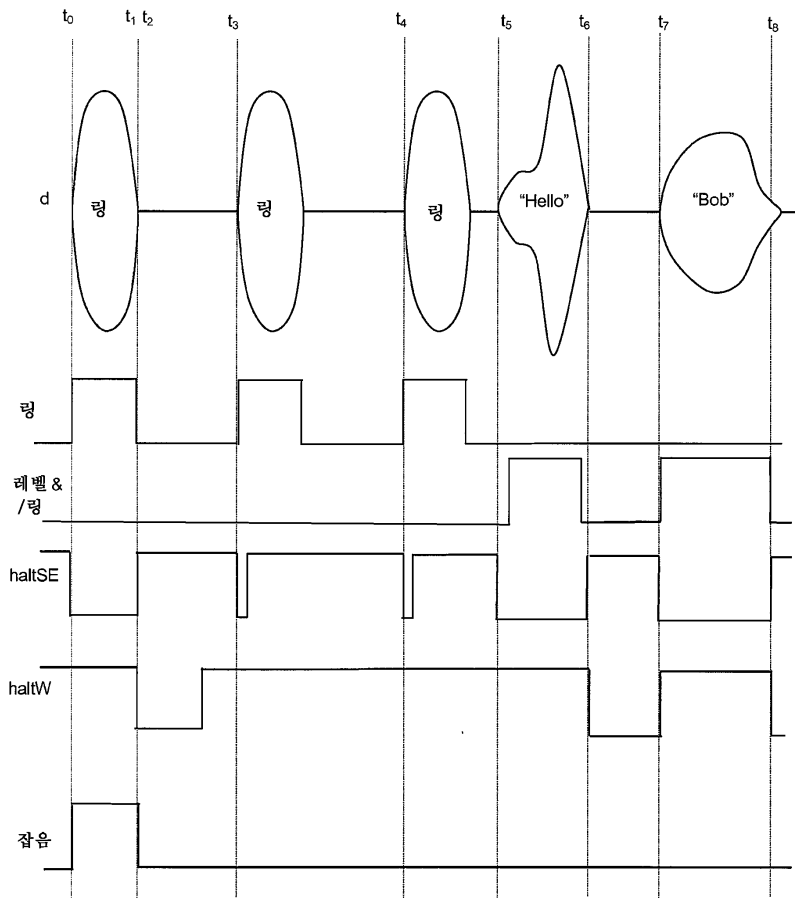 t₀ t₁ t₂ t₃ t₄ t₅ t₆ t₇ t₈
d 링 링 링 "Hello" "Bob"
링
레벨 &
/링
haltSE
haltW
잡음